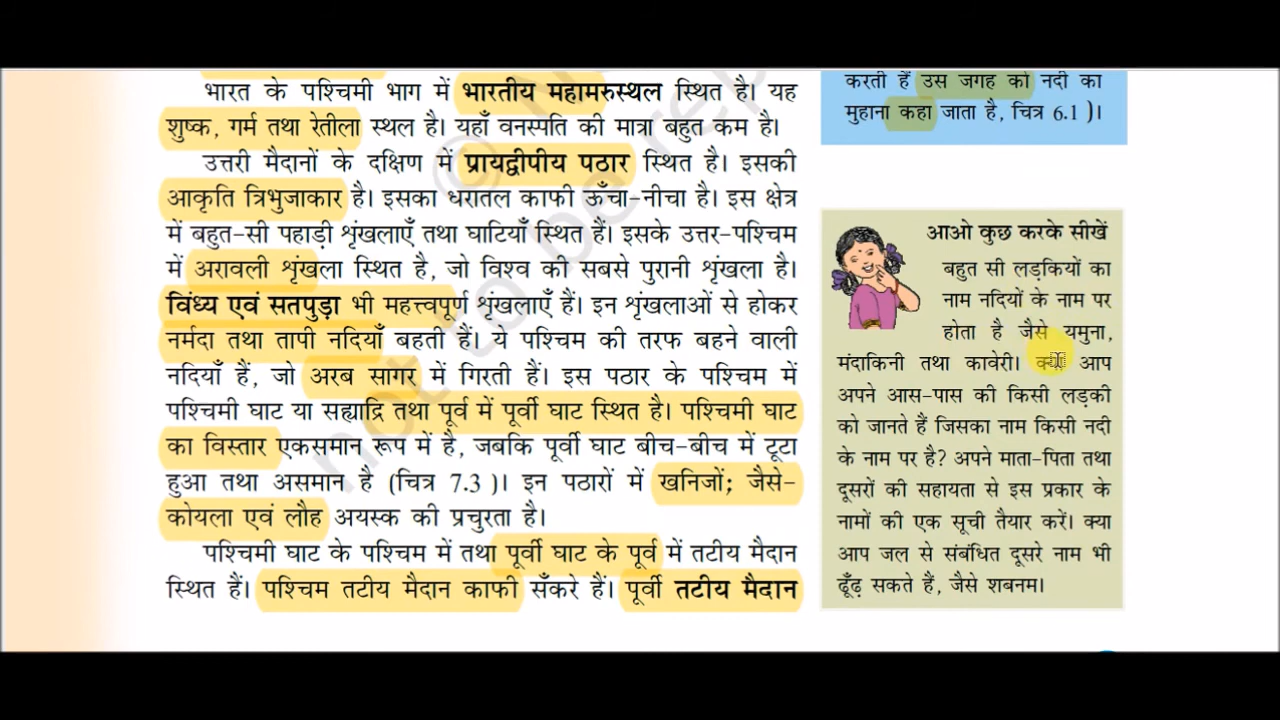 भारत के पश्चिमी भाग में भारतीय महामरुस्थल स्थित है। यह
शुष्क, गर्म तथा रेतीला स्थल है। यहाँ वनस्पति की मात्रा बहुत कम है।
उत्तरी मैदानों के दक्षिण में प्रायद्वीपीय पठार स्थित है। इसकी
आकृति त्रिभुजाकार है। इसका धरातल काफी ऊँचा-नीचा है। इस क्षेत्र
में बहुत-सी पहाड़ी शृंखलाएँ तथा घाटियाँ स्थित हैं। इसके उत्तर-पश्चिम
में अरावली शृंखला स्थित है, जो विश्व की सबसे पुरानी शृंखला है।
विंध्य एवं सतपुड़ा भी महत्त्वपूर्ण शृंखलाएँ हैं। इन शृंखलाओं से होकर
नर्मदा तथा तापी नदियाँ बहती हैं। ये पश्चिम की तरफ बहने वाली
नदियाँ हैं, जो अरब सागर में गिरती हैं। इस पठार के पश्चिम में
पश्चिमी घाट या सह्याद्रि तथा पूर्व में पूर्वी घाट स्थित है। पश्चिमी घाट
का विस्तार एकसमान रूप में है, जबकि पूर्वी घाट बीच-बीच में टूटा
हुआ तथा असमान है (चित्र 7.3)। इन पठारों में खनिजों; जैसे-
कोयला एवं लौह अयस्क की प्रचुरता है।
पश्चिमी घाट के पश्चिम में तथा पूर्वी घाट के पूर्व में तटीय मैदान
स्थित हैं। पश्चिम तटीय मैदान काफी सँकरे हैं। पूर्वी तटीय मैदान
करती हैं उस जगह को नदी का
मुहाना कहा जाता है, चित्र 6.1)।
आओ कुछ करके सीखें
बहुत सी लड़कियों का
नाम नदियों के नाम पर
होता है जैसे यमुना,
मंदाकिनी तथा कावेरी। क्या आप
अपने आस-पास की किसी लड़की
को जानते हैं जिसका नाम किसी नदी
के नाम पर है? अपने माता-पिता तथा
दूसरों की सहायता से इस प्रकार के
नामों की एक सूची तैयार करें। क्या
आप जल से संबंधित दूसरे नाम भी
ढूँढ़ सकते हैं, जैसे शबनम।
not to be rep